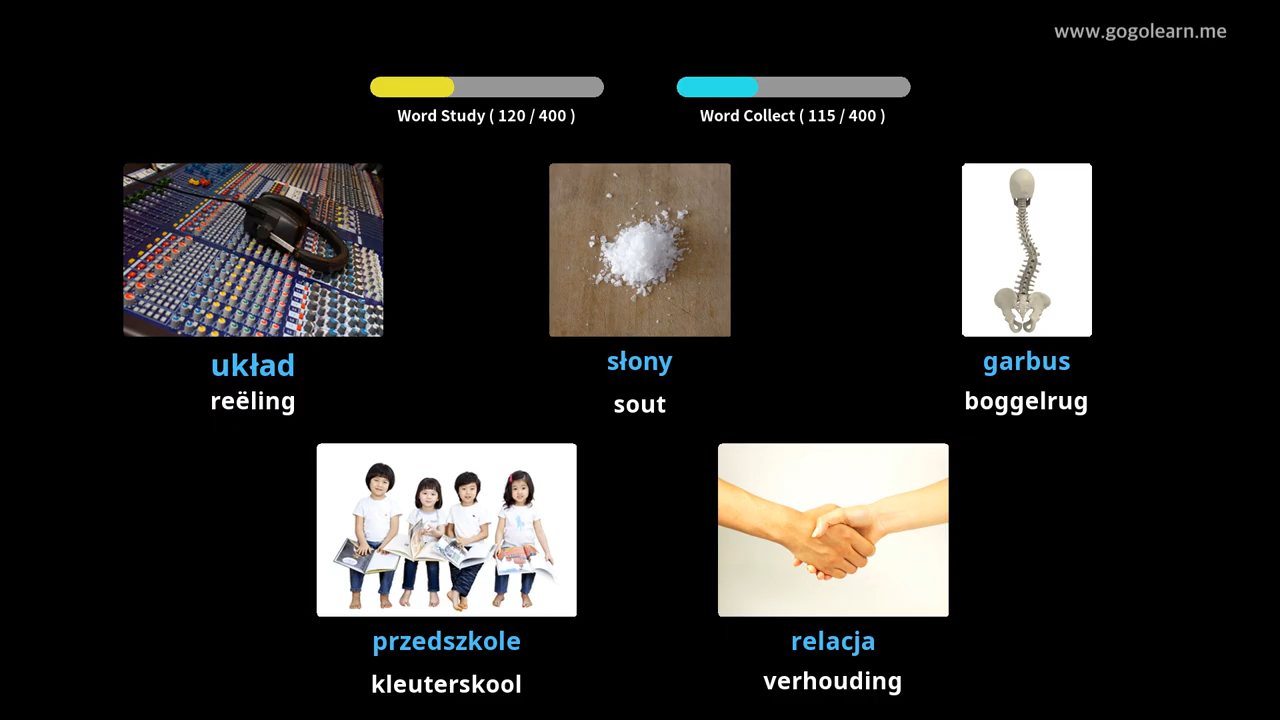 www.gogolearn.me
Word Study ( 120 / 400 )
Word Collect ( 115 / 400 )
układ
reëling
słony
sout
garbus
boggelrug
przedszkole
kleuterskool
relacja
verhouding